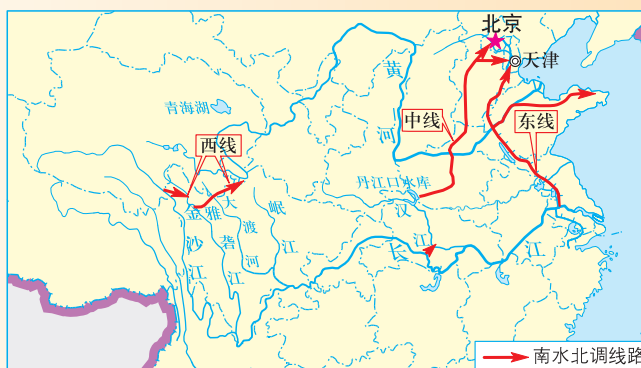 北京
天津
黄
河
青海湖
西线
中线
东线
丹江口水库
汉
江
金
沙
江
雅
砻
江
大
渡
河
岷
江
长
江
南水北调线路